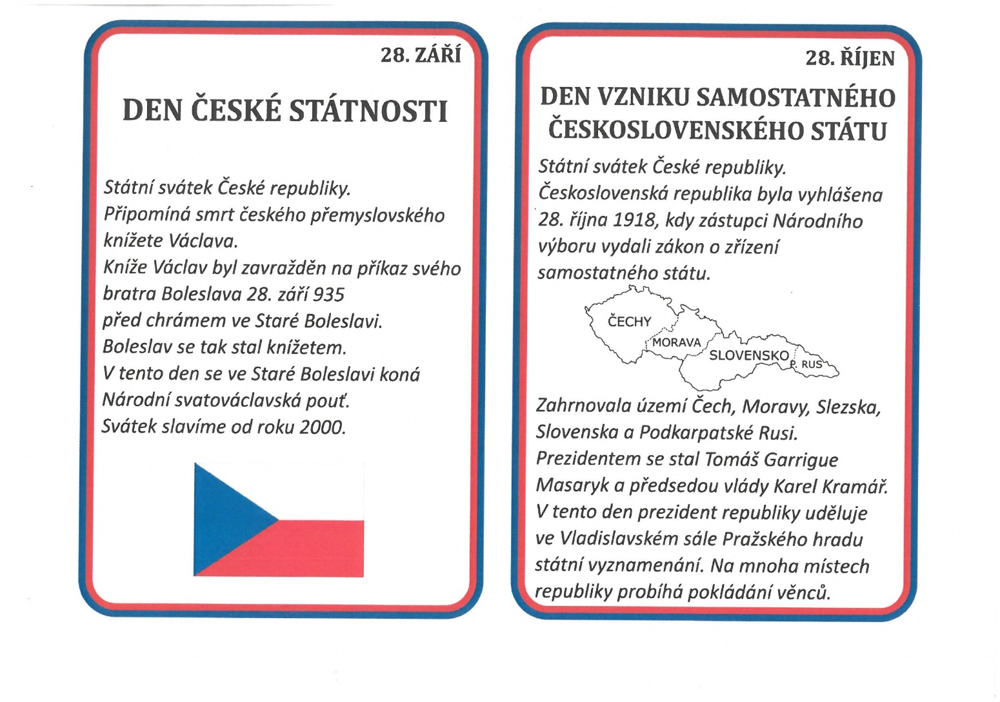 28. ZÁŘÍ
DEN ČESKÉ STÁTNOSTI
Státní svátek České republiky.
Připomíná smrt českého přemyslovského
knížete Václava.
Kníže Václav byl zavražděn na příkaz svého
bratra Boleslava 28. září 935
před chrámem ve Staré Boleslavi.
Boleslav se tak stal knížetem.
V tento den se ve Staré Boleslavi koná
Národní svatováclavská pouť.
Svátek slavíme od roku 2000.
28. ŘÍJEN
DEN VZNIKU SAMOSTATNÉHO
ČESKOSLOVENSKÉHO STÁTU
Státní svátek České republiky.
Československá republika byla vyhlášena
28. října 1918, kdy zástupci Národního
výboru vydali zákon o zřízení
samostatného státu.
ČECHY
MORAVA
SLOVENSKO
P. RUS
Zahrnovala území Čech, Moravy, Slezska,
Slovenska a Podkarpatské Rusi.
Prezidentem se stal Tomáš Garrigue
Masaryk a předsedou vlády Karel Kramář.
V tento den prezident republiky uděluje
ve Vladislavském sále Pražského hradu
státní vyznamenání. Na mnoha místech
republiky probíhá pokládání věnců.